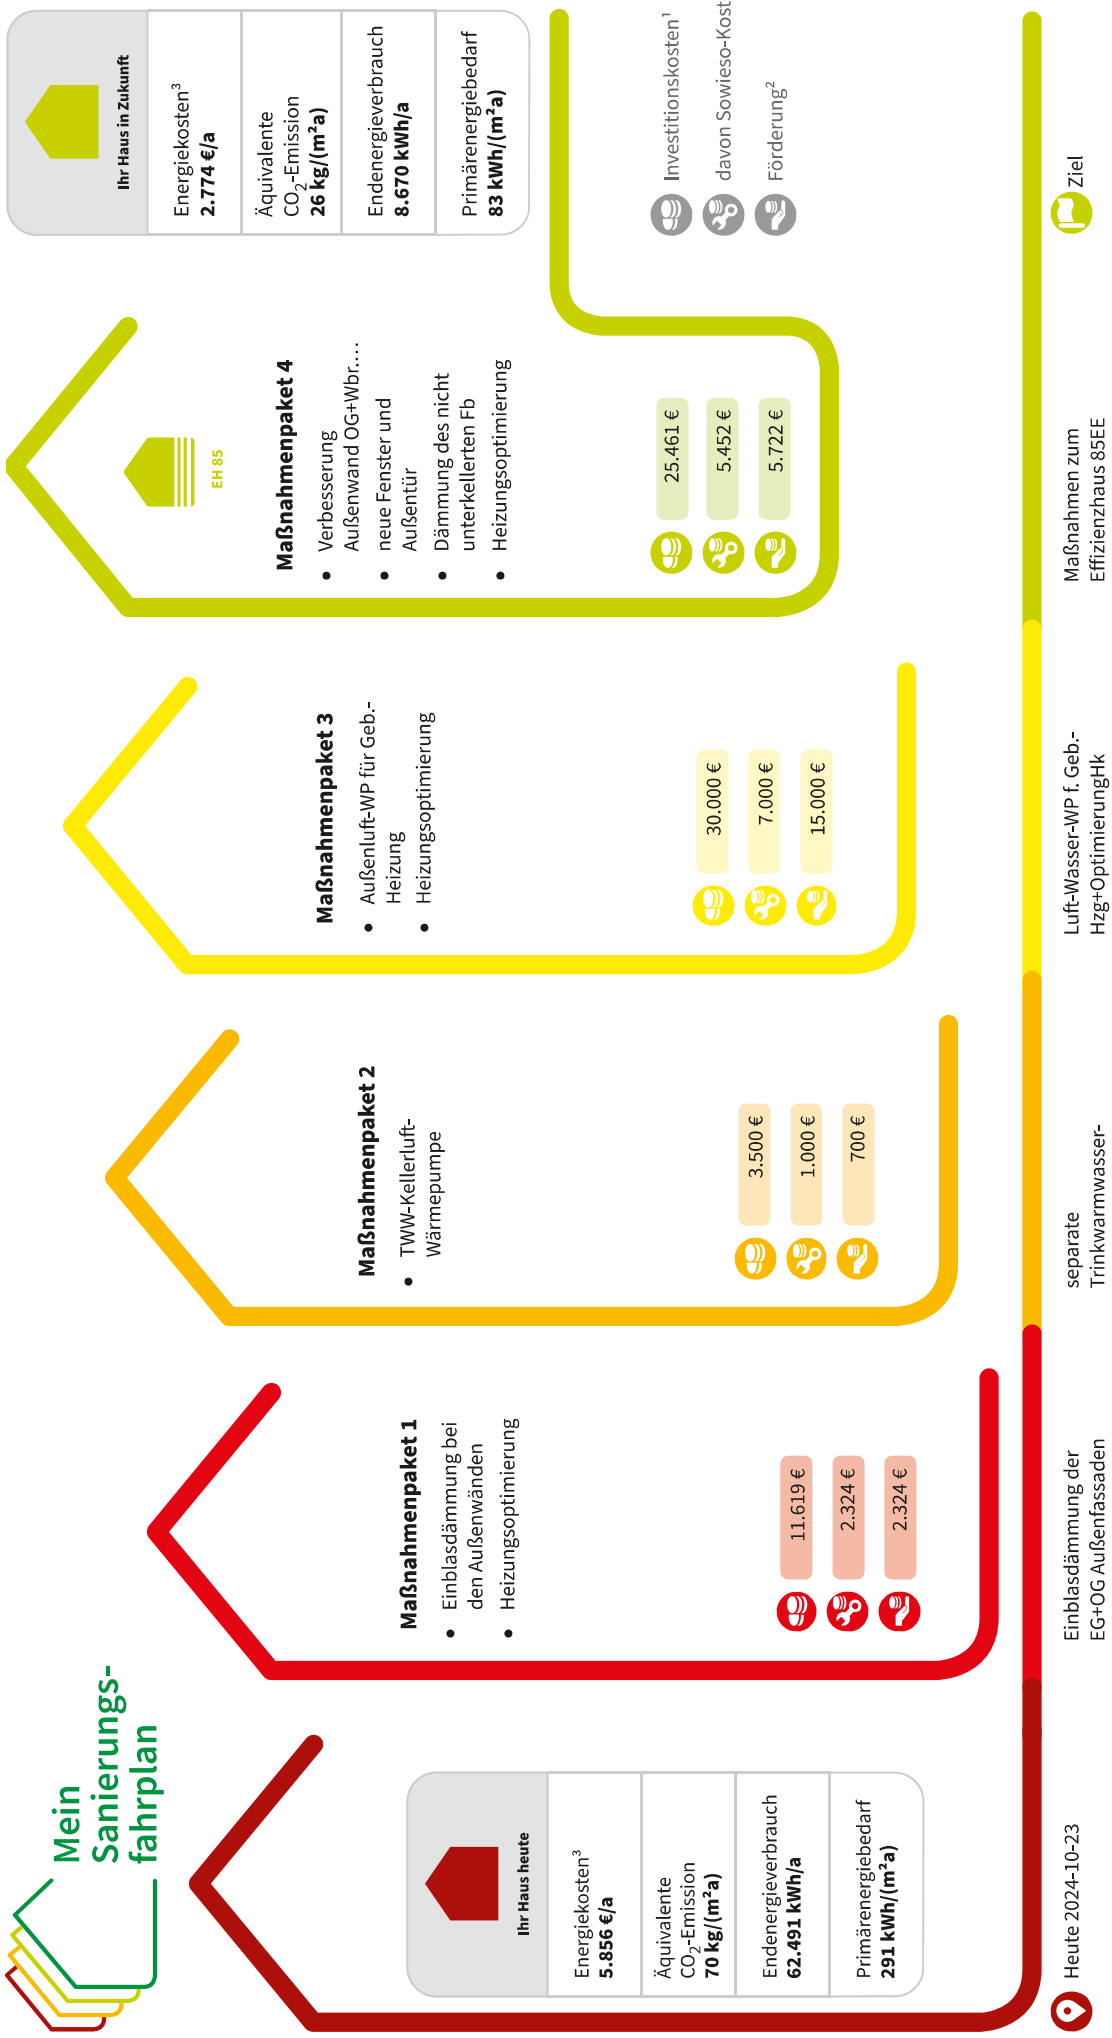 Mein
Sanierungs-
fahrplan
Ihr Haus heute
Energiekosten³
5.856 €/a
Äquivalente
CO₂-Emission
70 kg/(m²a)
Endenergieverbrauch
62.491 kWh/a
Primärenergiebedarf
291 kWh/(m²a)
Heute 2024-10-23
Maßnahmenpaket 1
• Einblasdämmung bei
den Außenwänden
• Heizungsoptimierung
11.619 €
2.324 €
2.324 €
Einblasdämmung der
EG+OG Außenfassaden
Maßnahmenpaket 2
• TWW-Kellerluft-
Wärmepumpe
3.500 €
1.000 €
700 €
separate
Trinkwarmwasser-
Maßnahmenpaket 3
• Außenluft-WP für Geb.-
Heizung
• Heizungsoptimierung
30.000 €
7.000 €
15.000 €
Luft-Wasser-WP f. Geb.-
Hzg+OptimierungHk
EH 85
Maßnahmenpaket 4
• Verbesserung
Außenwand OG+Wbr....
• neue Fenster und
Außentür
• Dämmung des nicht
unterkellerten Fb
• Heizungsoptimierung
25.461 €
5.452 €
5.722 €
Maßnahmen zum
Effizienzhaus 85EE
Ihr Haus in Zukunft
Energiekosten³
2.774 €/a
Äquivalente
CO₂-Emission
26 kg/(m²a)
Endenergieverbrauch
8.670 kWh/a
Primärenergiebedarf
83 kWh/(m²a)
Investitionskosten¹
davon Sowieso-Kost
Förderung²
Ziel